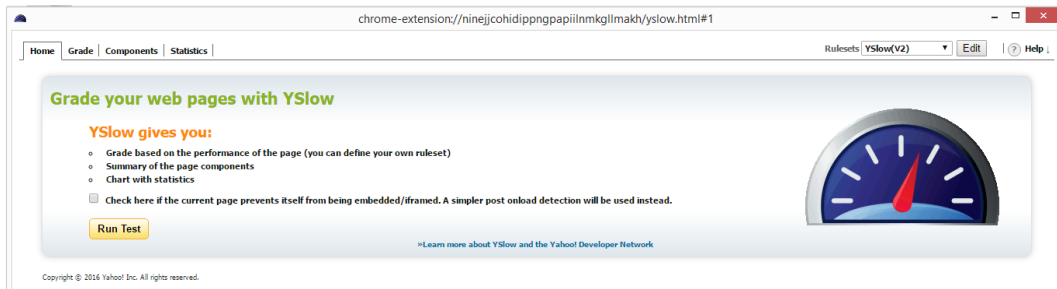 chrome-extension://ninejjcohidippngpapiilnmkgllmakh/yslow.html#1
Home Grade Components Statistics Rulesets YSlow(V2) Edit ? Help ↓
Grade your web pages with YSlow
YSlow gives you:
Grade based on the performance of the page (you can define your own ruleset)
Summary of the page components
Chart with statistics
Check here if the current page prevents itself from being embedded/iframed. A simpler post onload detection will be used instead.
Run Test
»Learn more about YSlow and the Yahoo! Developer Network
Copyright © 2016 Yahoo! Inc. All rights reserved.